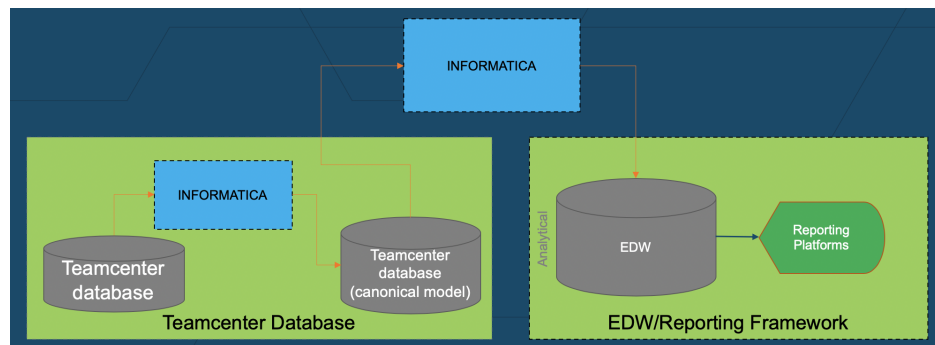 INFORMATICA
INFORMATICA
Teamcenter
database
Teamcenter
database
(canonical model)
Teamcenter Database
Analytical
EDW
Reporting
Platforms
EDW/Reporting Framework